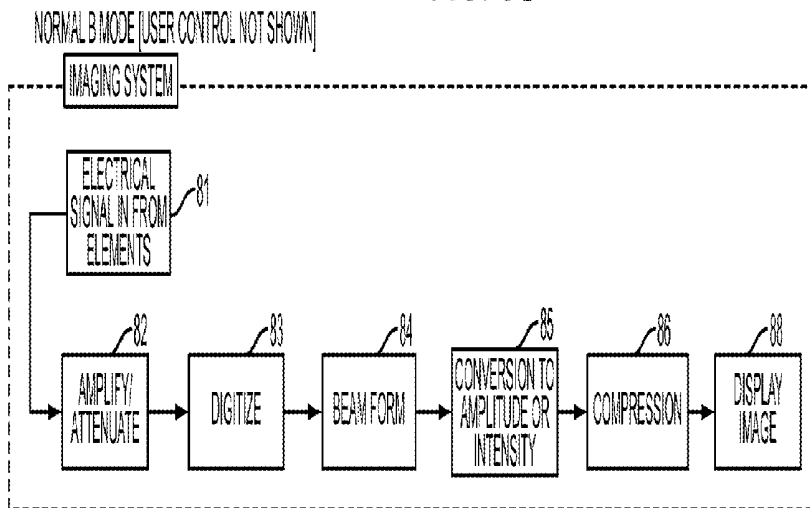 NORMAL B MODE [USER CONTROL NOT SHOWN]
IMAGING SYSTEM
ELECTRICAL
SIGNAL IN FROM
ELEMENTS
81
82
AMPLIFY/
ATTENUATE
83
DIGITIZE
84
BEAM FORM
85
CONVERSION TO
AMPLITUDE OR
INTENSITY
86
COMPRESSION
88
DISPLAY
IMAGE